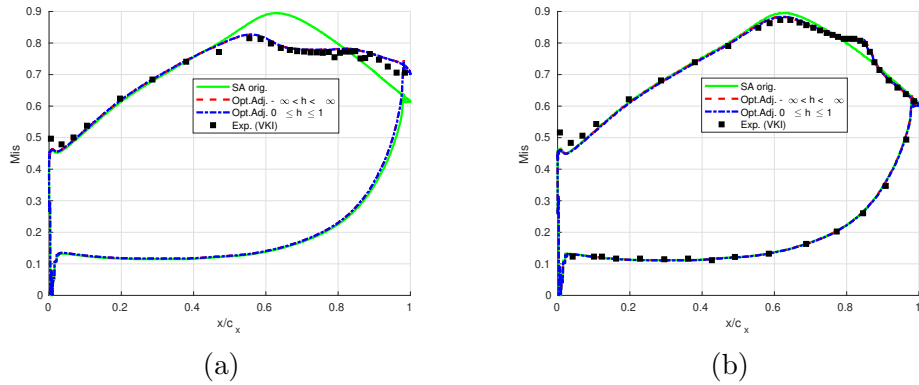 0.9
0.8
0.7
0.6
0.5
0.4
0.3
0.2
0.1
0
Mis
SA orig.
Opt.Adj. - ∞ < h < ∞
Opt.Adj. 0 ≤ h ≤ 1
Exp. (VKI)
0 0.2 0.4 0.6 0.8 1
x/c x
(a)
0.9
0.8
0.7
0.6
0.5
0.4
0.3
0.2
0.1
0
Mis
SA orig.
Opt.Adj. - ∞ < h < ∞
Opt.Adj. 0 ≤ h ≤ 1
Exp. (VKI)
0 0.2 0.4 0.6 0.8 1
x/c x
(b)